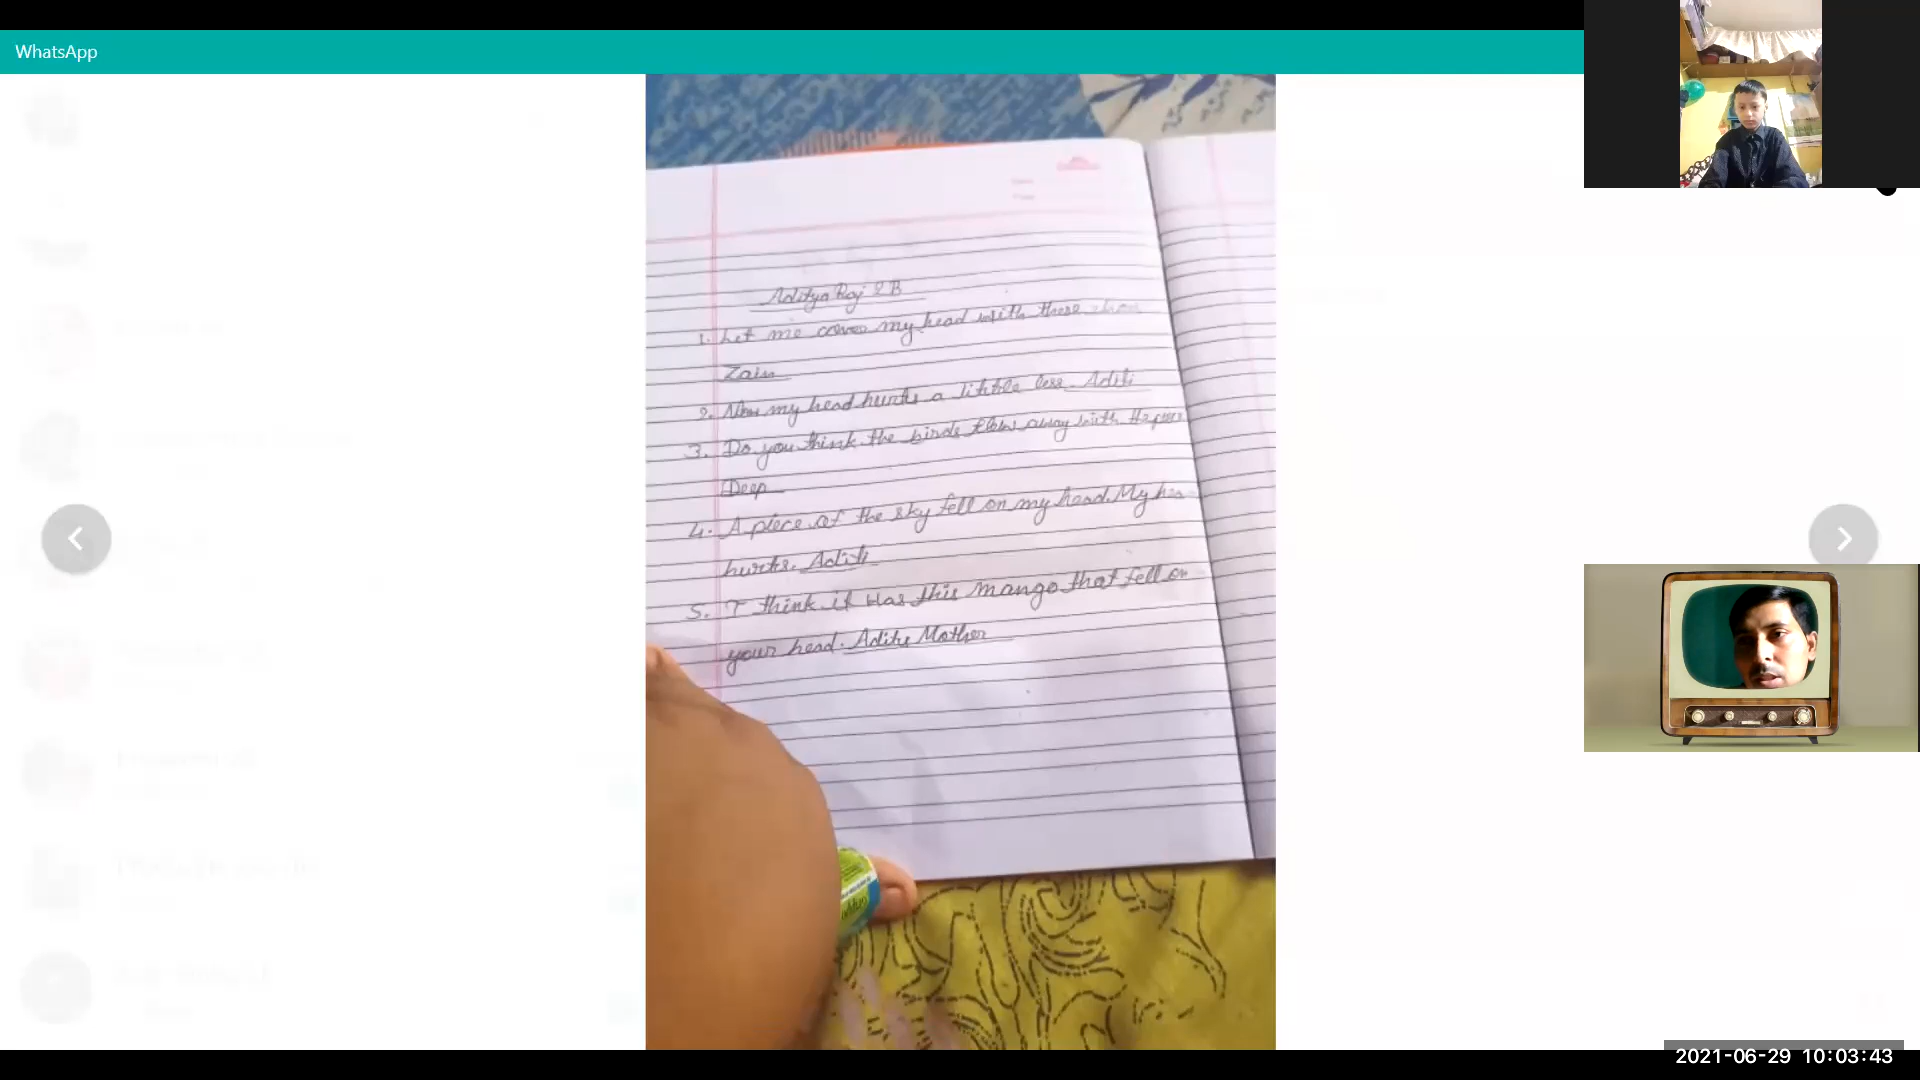 WhatsApp
Aditya Raj 2 B
1. Let me cover my head with these
Zain
2. Now my head hurts a littble less. Aditi
3. Do you think the birds flew away with the
Deep
4. A piece of the sky fell on my head. My
hurts. Aditi
5. I think it was this mango that fell on
your head. Aditi Mother
2021-06-29 10:03:43